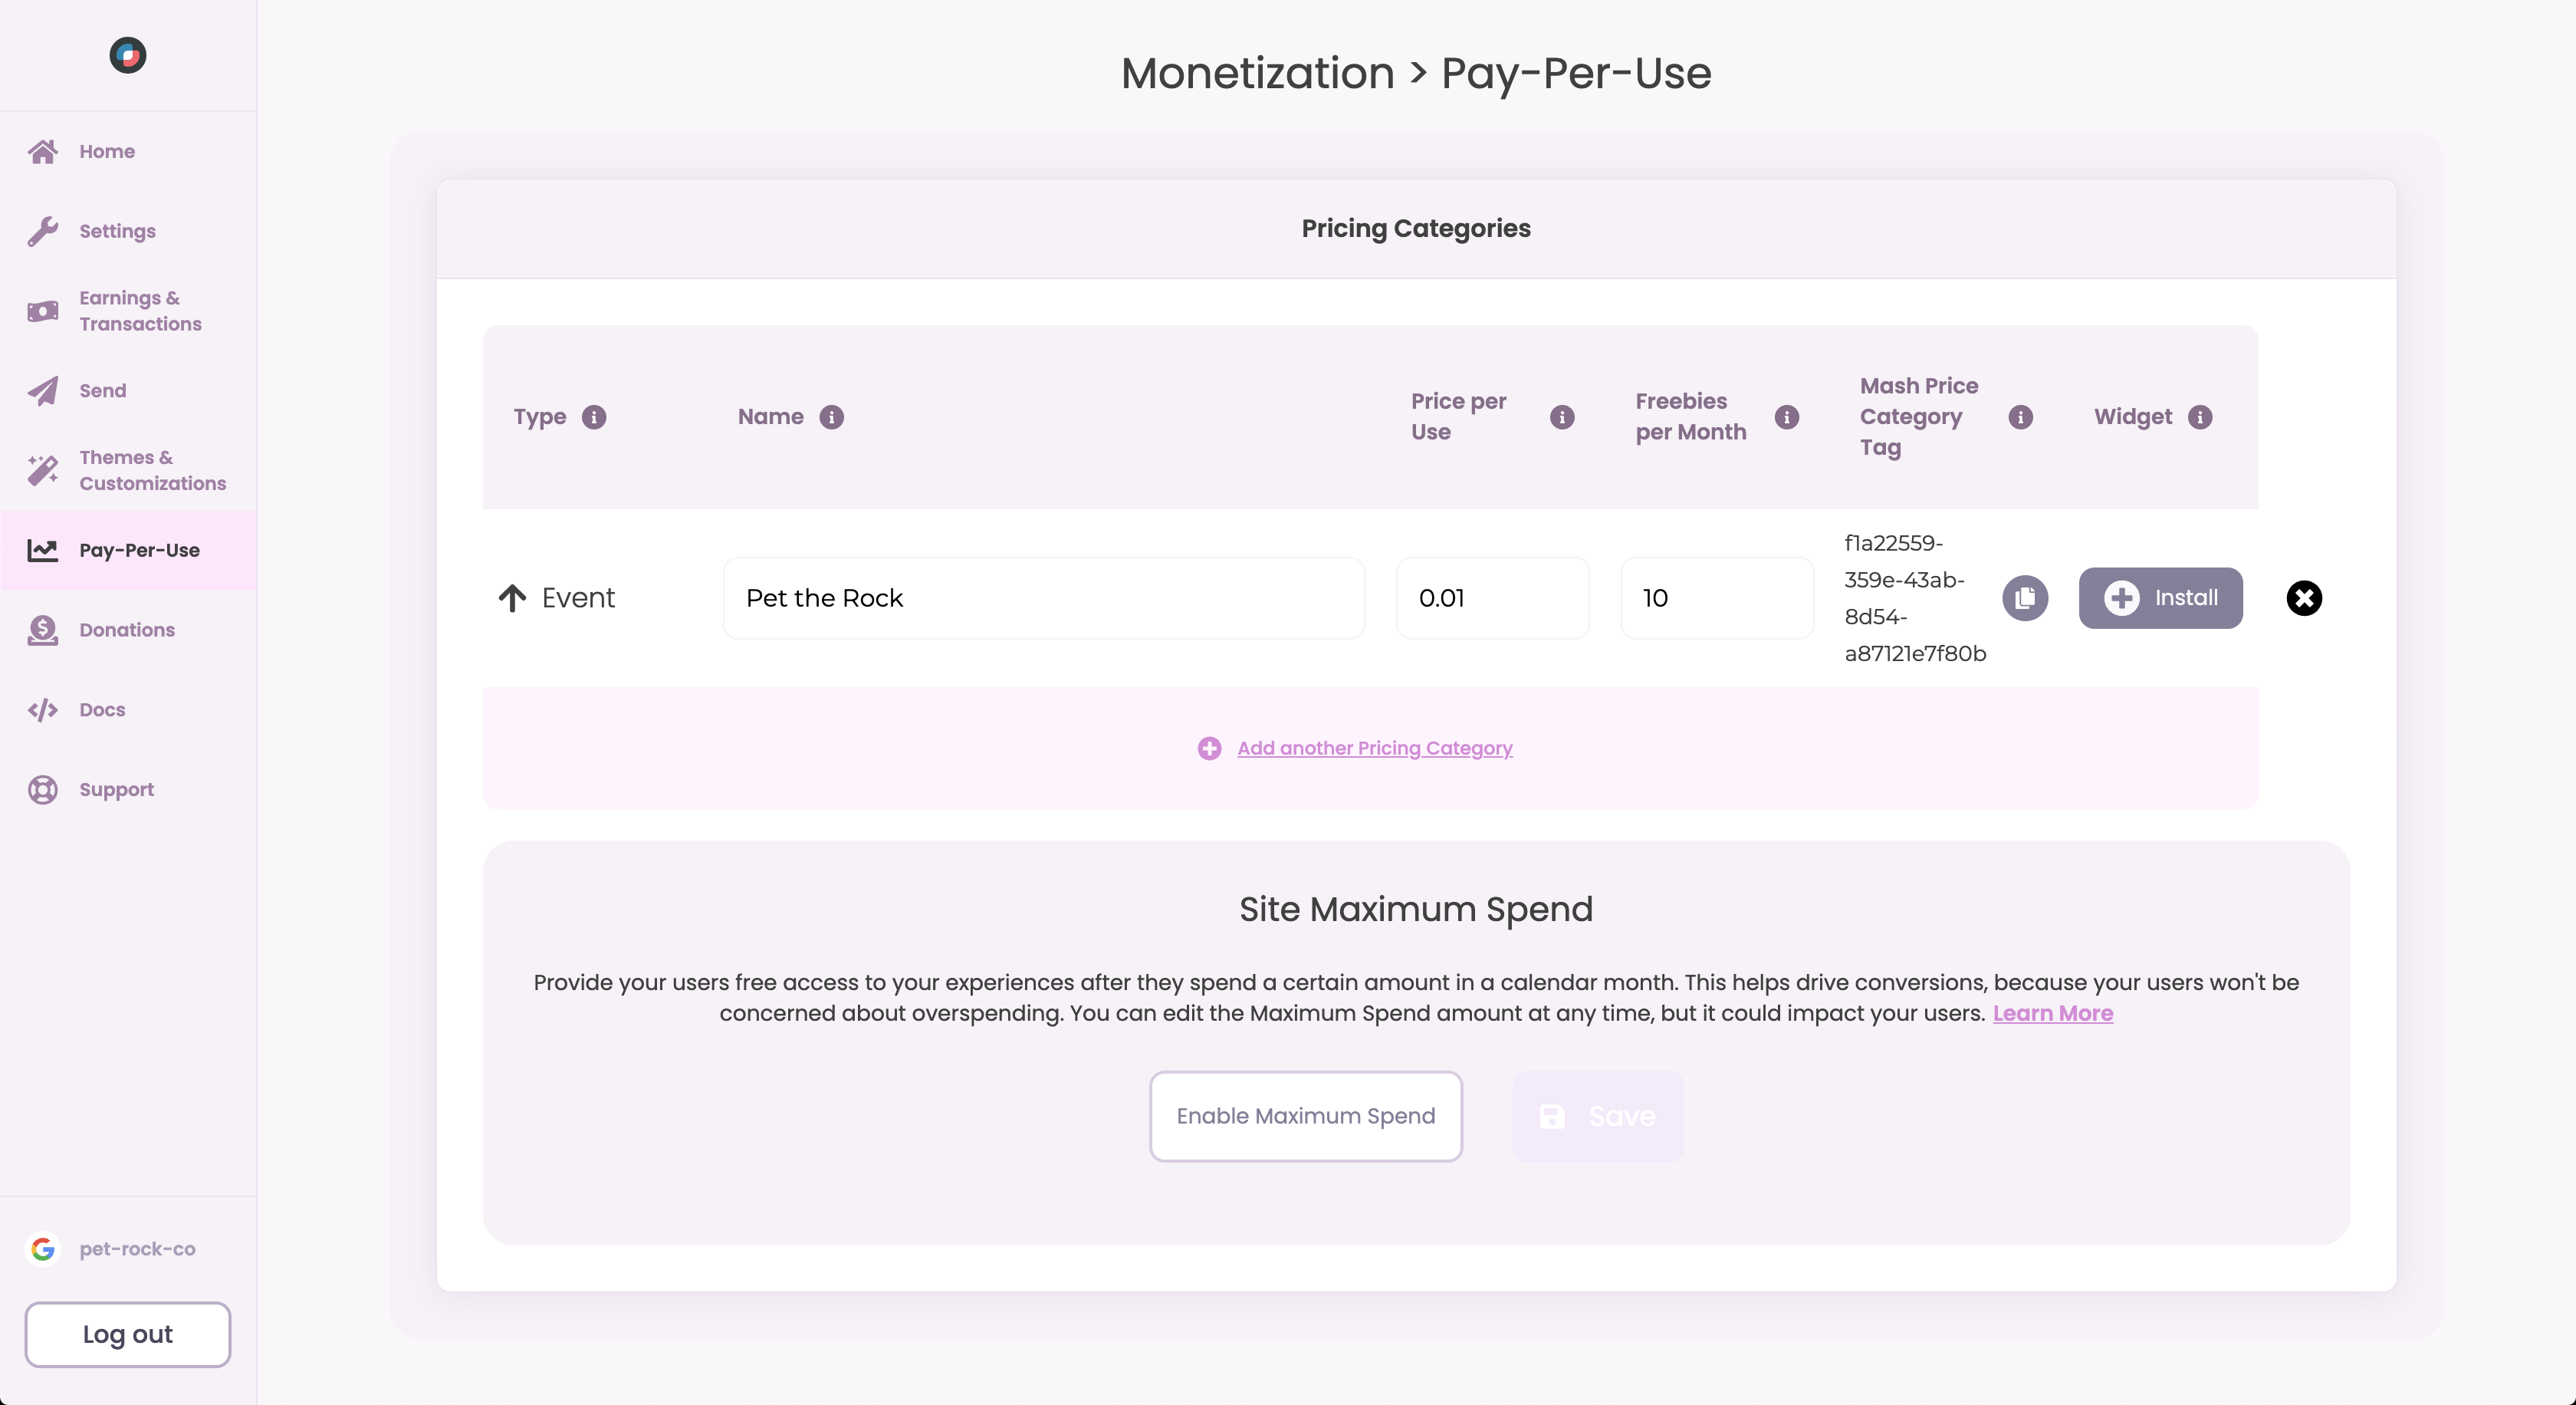 Monetization > Pay-Per-Use
Home
Settings
Earnings &
Transactions
Send
Themes &
Customizations
Pay-Per-Use
Donations
Docs
Support
pet-rock-co
Log out
Pricing Categories
Type
Name
Price per
Use
Freebies
per Month
Mash Price
Category
Tag
Widget
Event
Pet the Rock
0.01
10
f1a22559-
359e-43ab-
8d54-
a87121e7f80b
Install
Add another Pricing Category
Site Maximum Spend
Provide your users free access to your experiences after they spend a certain amount in a calendar month. This helps drive conversions, because your users won't be
concerned about overspending. You can edit the Maximum Spend amount at any time, but it could impact your users. Learn More
Enable Maximum Spend
Save